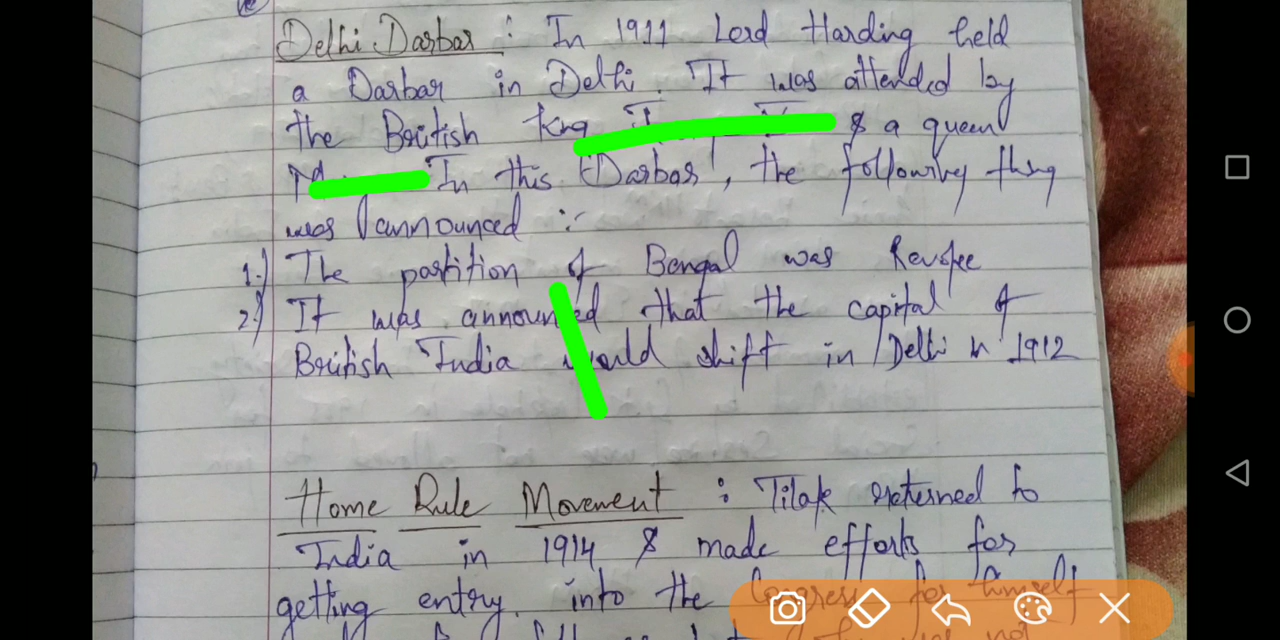 Delhi Darbar : In 1911 Lord Harding held
a Darbar in Delhi. It was attended by
the British & a queen
In this Darbar, the following thing
was announced :-
1.) The partition of Bengal was
2.) It was announced that the capital of
British India would shift in Delhi in 1912
Home Rule Movement : Tilak returned to
India in 1914 & made efforts for
getting entry into the Congress for himself